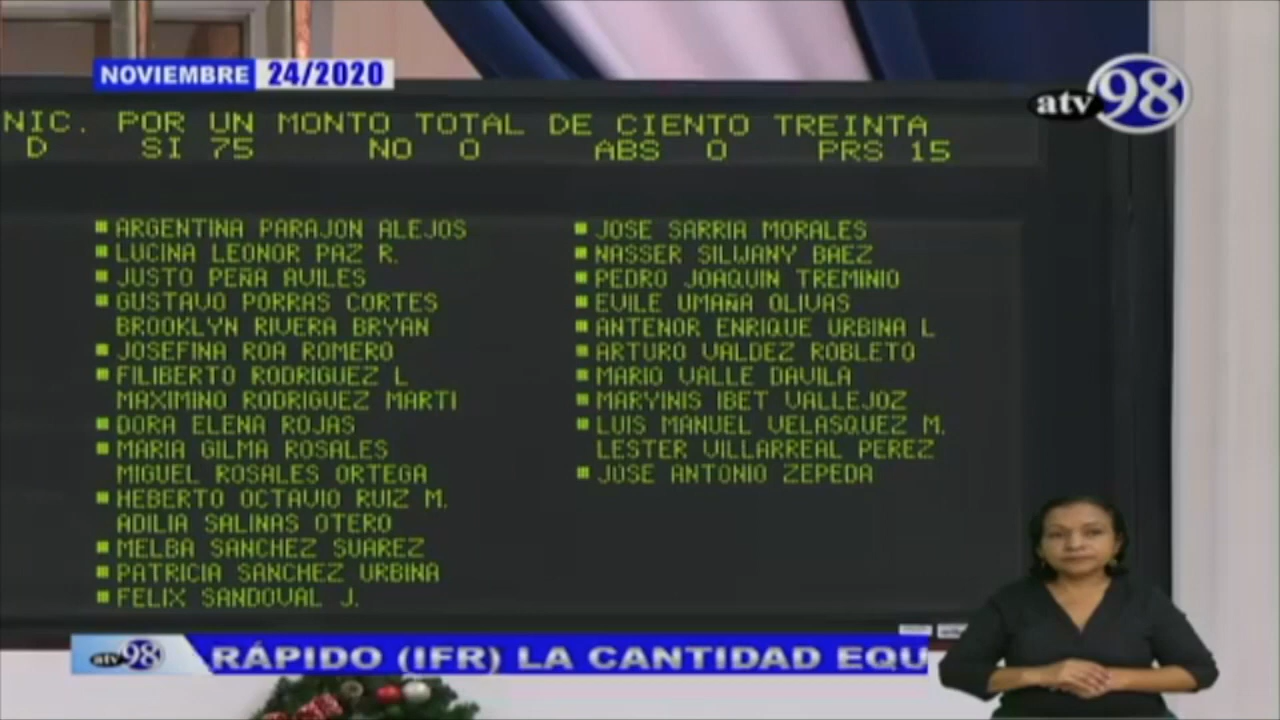 NOVIEMBRE 24/2020
atv98
NIC. POR UN MONTO TOTAL DE CIENTO TREINTA
D SI 75 NO 0 ABS 0 PRS 15
ARGENTINA PARAJON ALEJOS
LUCINA LEONOR PAZ R.
JUSTO PEÑA AVILES
GUSTAVO PORRAS CORTES
BROOKLYN RIVERA BRYAN
JOSEFINA ROA ROMERO
FILIBERTO RODRIGUEZ L
MAXIMINO RODRIGUEZ MARTI
DORA ELENA ROJAS
MARIA GILMA ROSALES
MIGUEL ROSALES ORTEGA
HEBERTO OCTAVIO RUIZ M.
ADILIA SALINAS OTERO
MELBA SANCHEZ SUAREZ
PATRICIA SANCHEZ URBINA
FELIX SANDOVAL J.
JOSE SARRIA MORALES
NASSER SILWANY BAEZ
PEDRO JOAQUIN TREMINIO
EVILE UMAÑA OLIVAS
ANTENOR ENRIQUE URBINA L
ARTURO VALDEZ ROBLETO
MARIO VALLE DAVILA
MARYINIS IBET VALLEJOZ
LUIS MANUEL VELASQUEZ M.
LESTER VILLARREAL PEREZ
JOSE ANTONIO ZEPEDA
atv98 RÁPIDO (IFR) LA CANTIDAD EQU